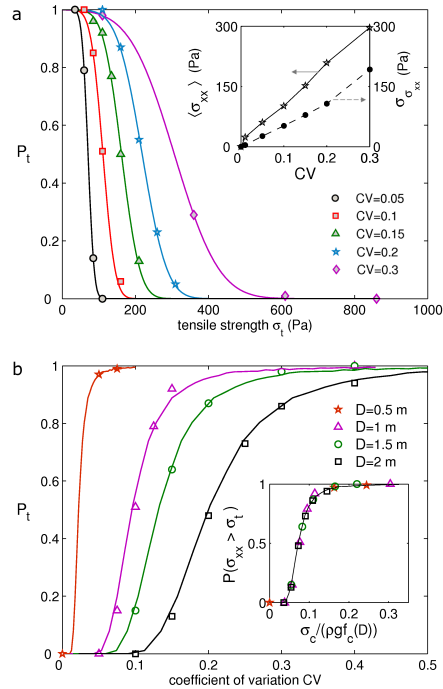 a
1
0.8
0.6
0.4
0.2
0
P_t
0
200
400
600
800
1000
tensile strength σ_t (Pa)
300
150
0
⟨σ_xx⟩ (Pa)
300
150
0
σ_σ_xx (Pa)
0
0.1
0.2
0.3
CV
CV=0.05
CV=0.1
CV=0.15
CV=0.2
CV=0.3
b
1
0.8
0.6
0.4
0.2
0
P_t
0
0.1
0.2
0.3
0.4
0.5
coefficient of variation CV
D=0.5 m
D=1 m
D=1.5 m
D=2 m
1
0.5
0
P(σ_xx > σ_t)
0
0.1
0.2
0.3
σ_c/(ρgf_c(D))